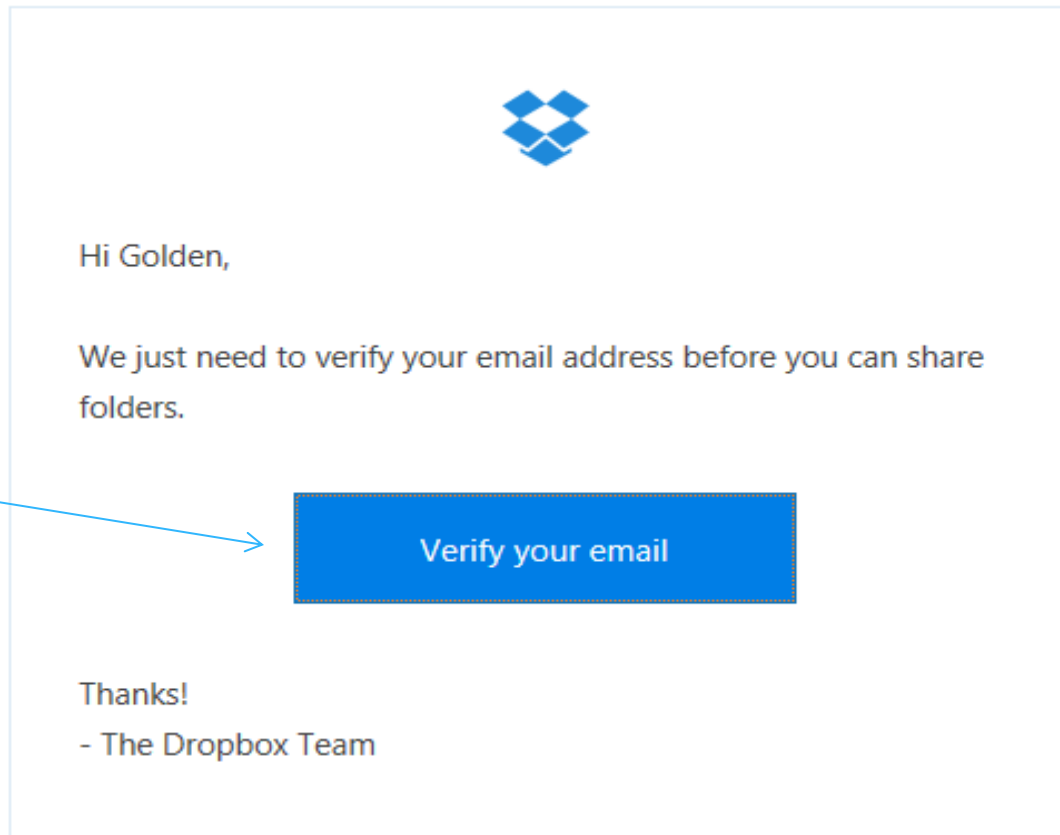 Hi Golden,
We just need to verify your email address before you can share
folders.
Verify your email
Thanks!
- The Dropbox Team